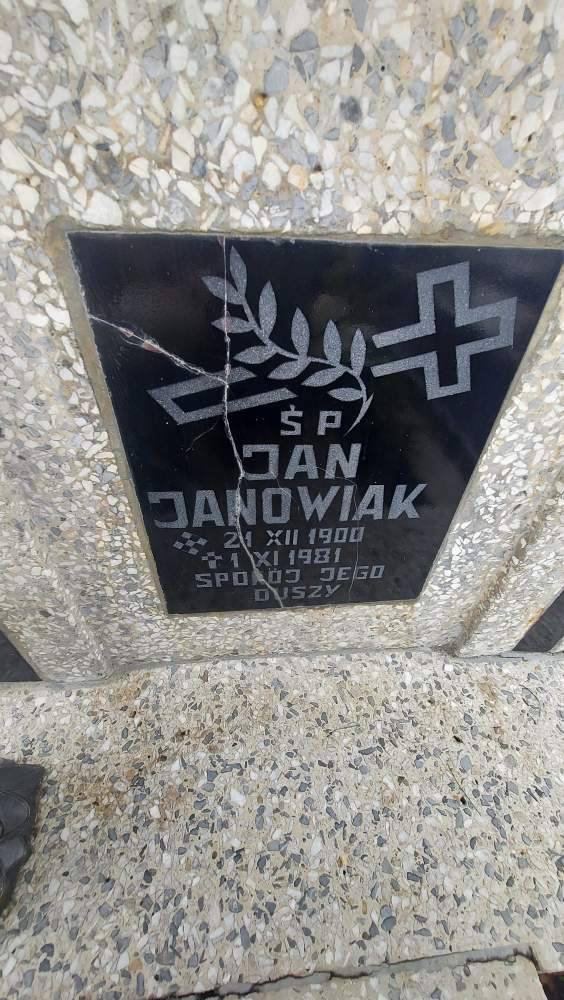 ŚP
JAN
JANOWIAK
21 XII 1900
1 XI 1981
SPOKÓJ JEGO
DUSZY